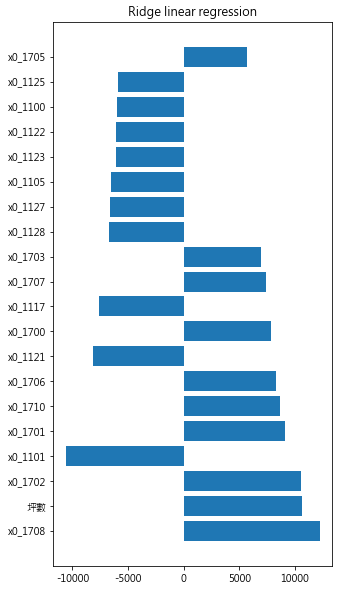 Ridge linear regression
x0_1705
x0_1125
x0_1100
x0_1122
x0_1123
x0_1105
x0_1127
x0_1128
x0_1703
x0_1707
x0_1117
x0_1700
x0_1121
x0_1706
x0_1710
x0_1701
x0_1101
x0_1702
坪數
x0_1708
-10000 -5000 0 5000 10000